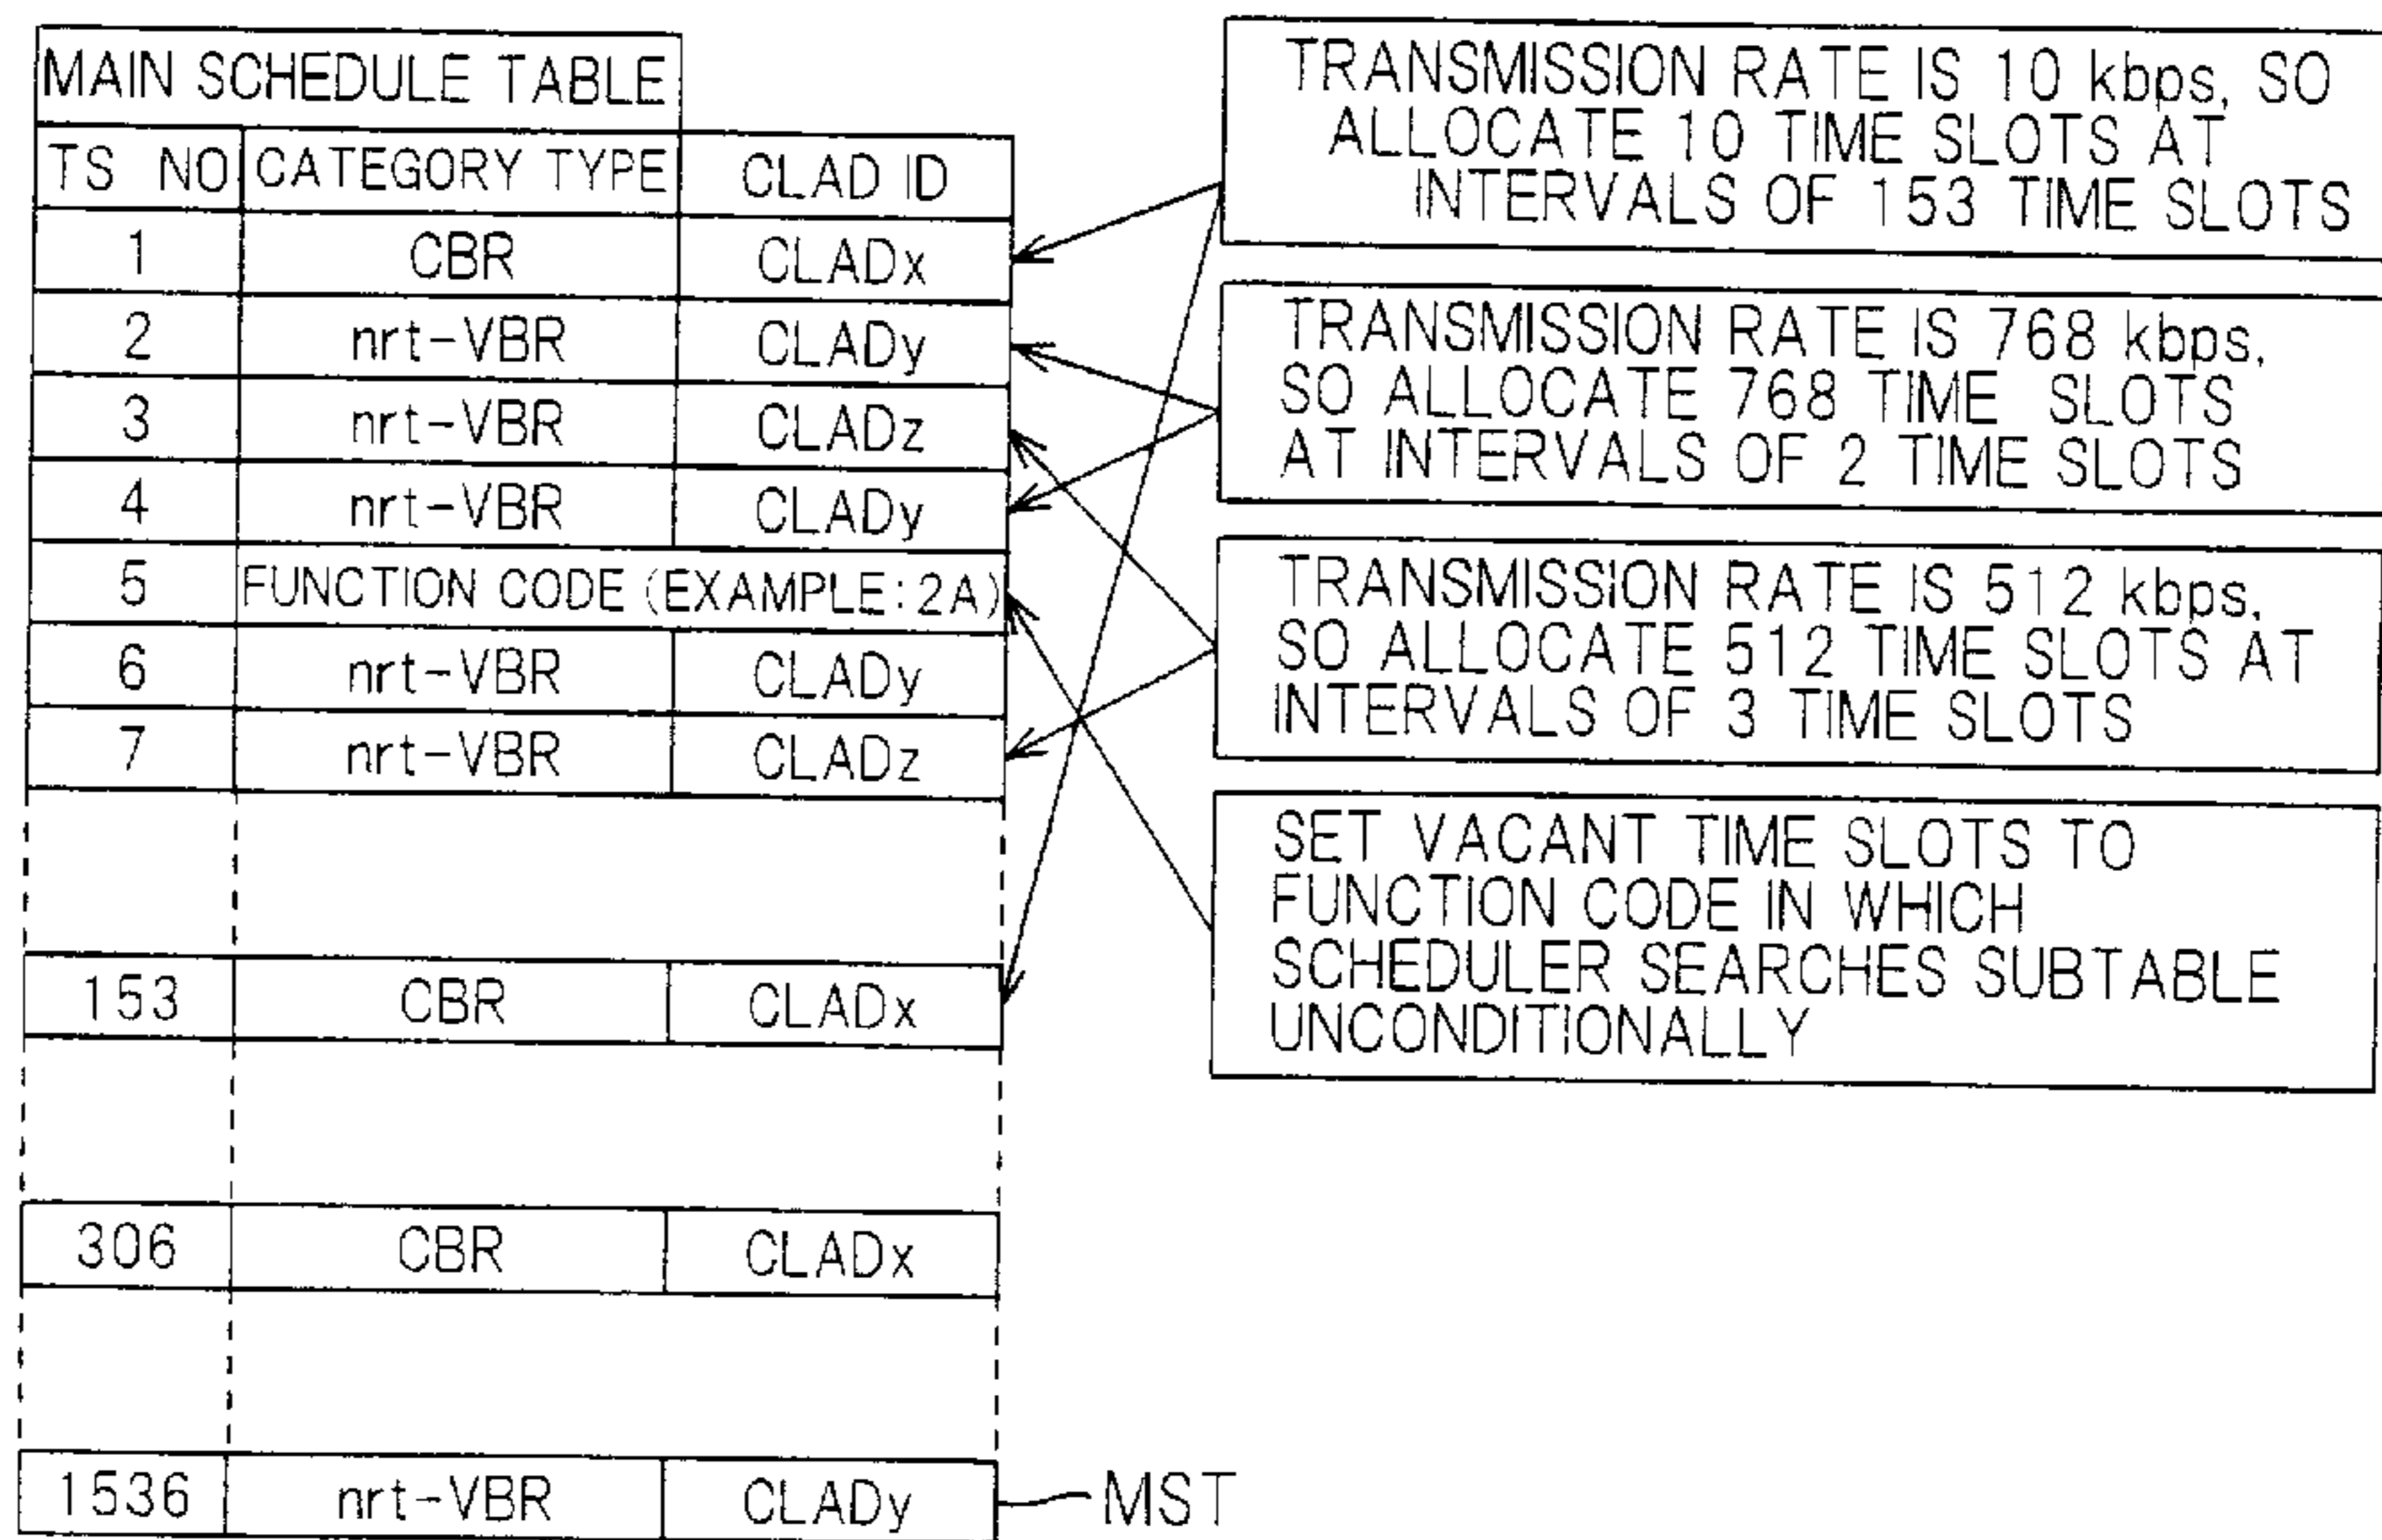 MAIN SCHEDULE TABLE
TS NO CATEGORY TYPE CLAD ID
1 CBR CLADx
2 nrt-VBR CLADy
3 nrt-VBR CLADz
4 nrt-VBR CLADy
5 FUNCTION CODE (EXAMPLE:2A)
6 nrt-VBR CLADy
7 nrt-VBR CLADz
153 CBR CLADx
306 CBR CLADx
1536 nrt-VBR CLADy
MST
TRANSMISSION RATE IS 10 kbps, SO
ALLOCATE 10 TIME SLOTS AT
INTERVALS OF 153 TIME SLOTS
TRANSMISSION RATE IS 768 kbps,
SO ALLOCATE 768 TIME SLOTS
AT INTERVALS OF 2 TIME SLOTS
TRANSMISSION RATE IS 512 kbps,
SO ALLOCATE 512 TIME SLOTS AT
INTERVALS OF 3 TIME SLOTS
SET VACANT TIME SLOTS TO
FUNCTION CODE IN WHICH
SCHEDULER SEARCHES SUBTABLE
UNCONDITIONALLY